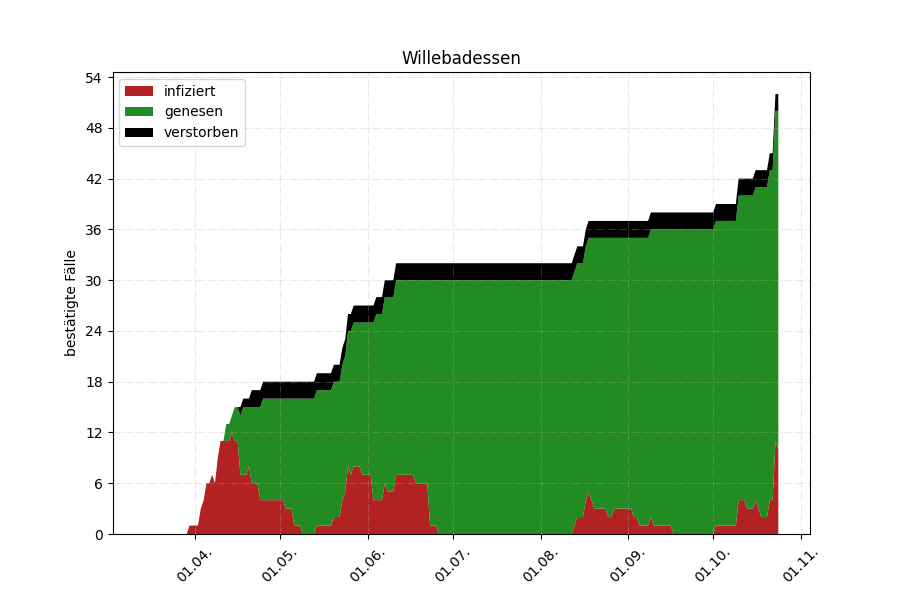 Willebadessen
infiziert
genesen
verstorben
bestätigte Fälle
54
48
42
36
30
24
18
12
6
0
01.04. 01.05. 01.06. 01.07. 01.08. 01.09. 01.10. 01.11.